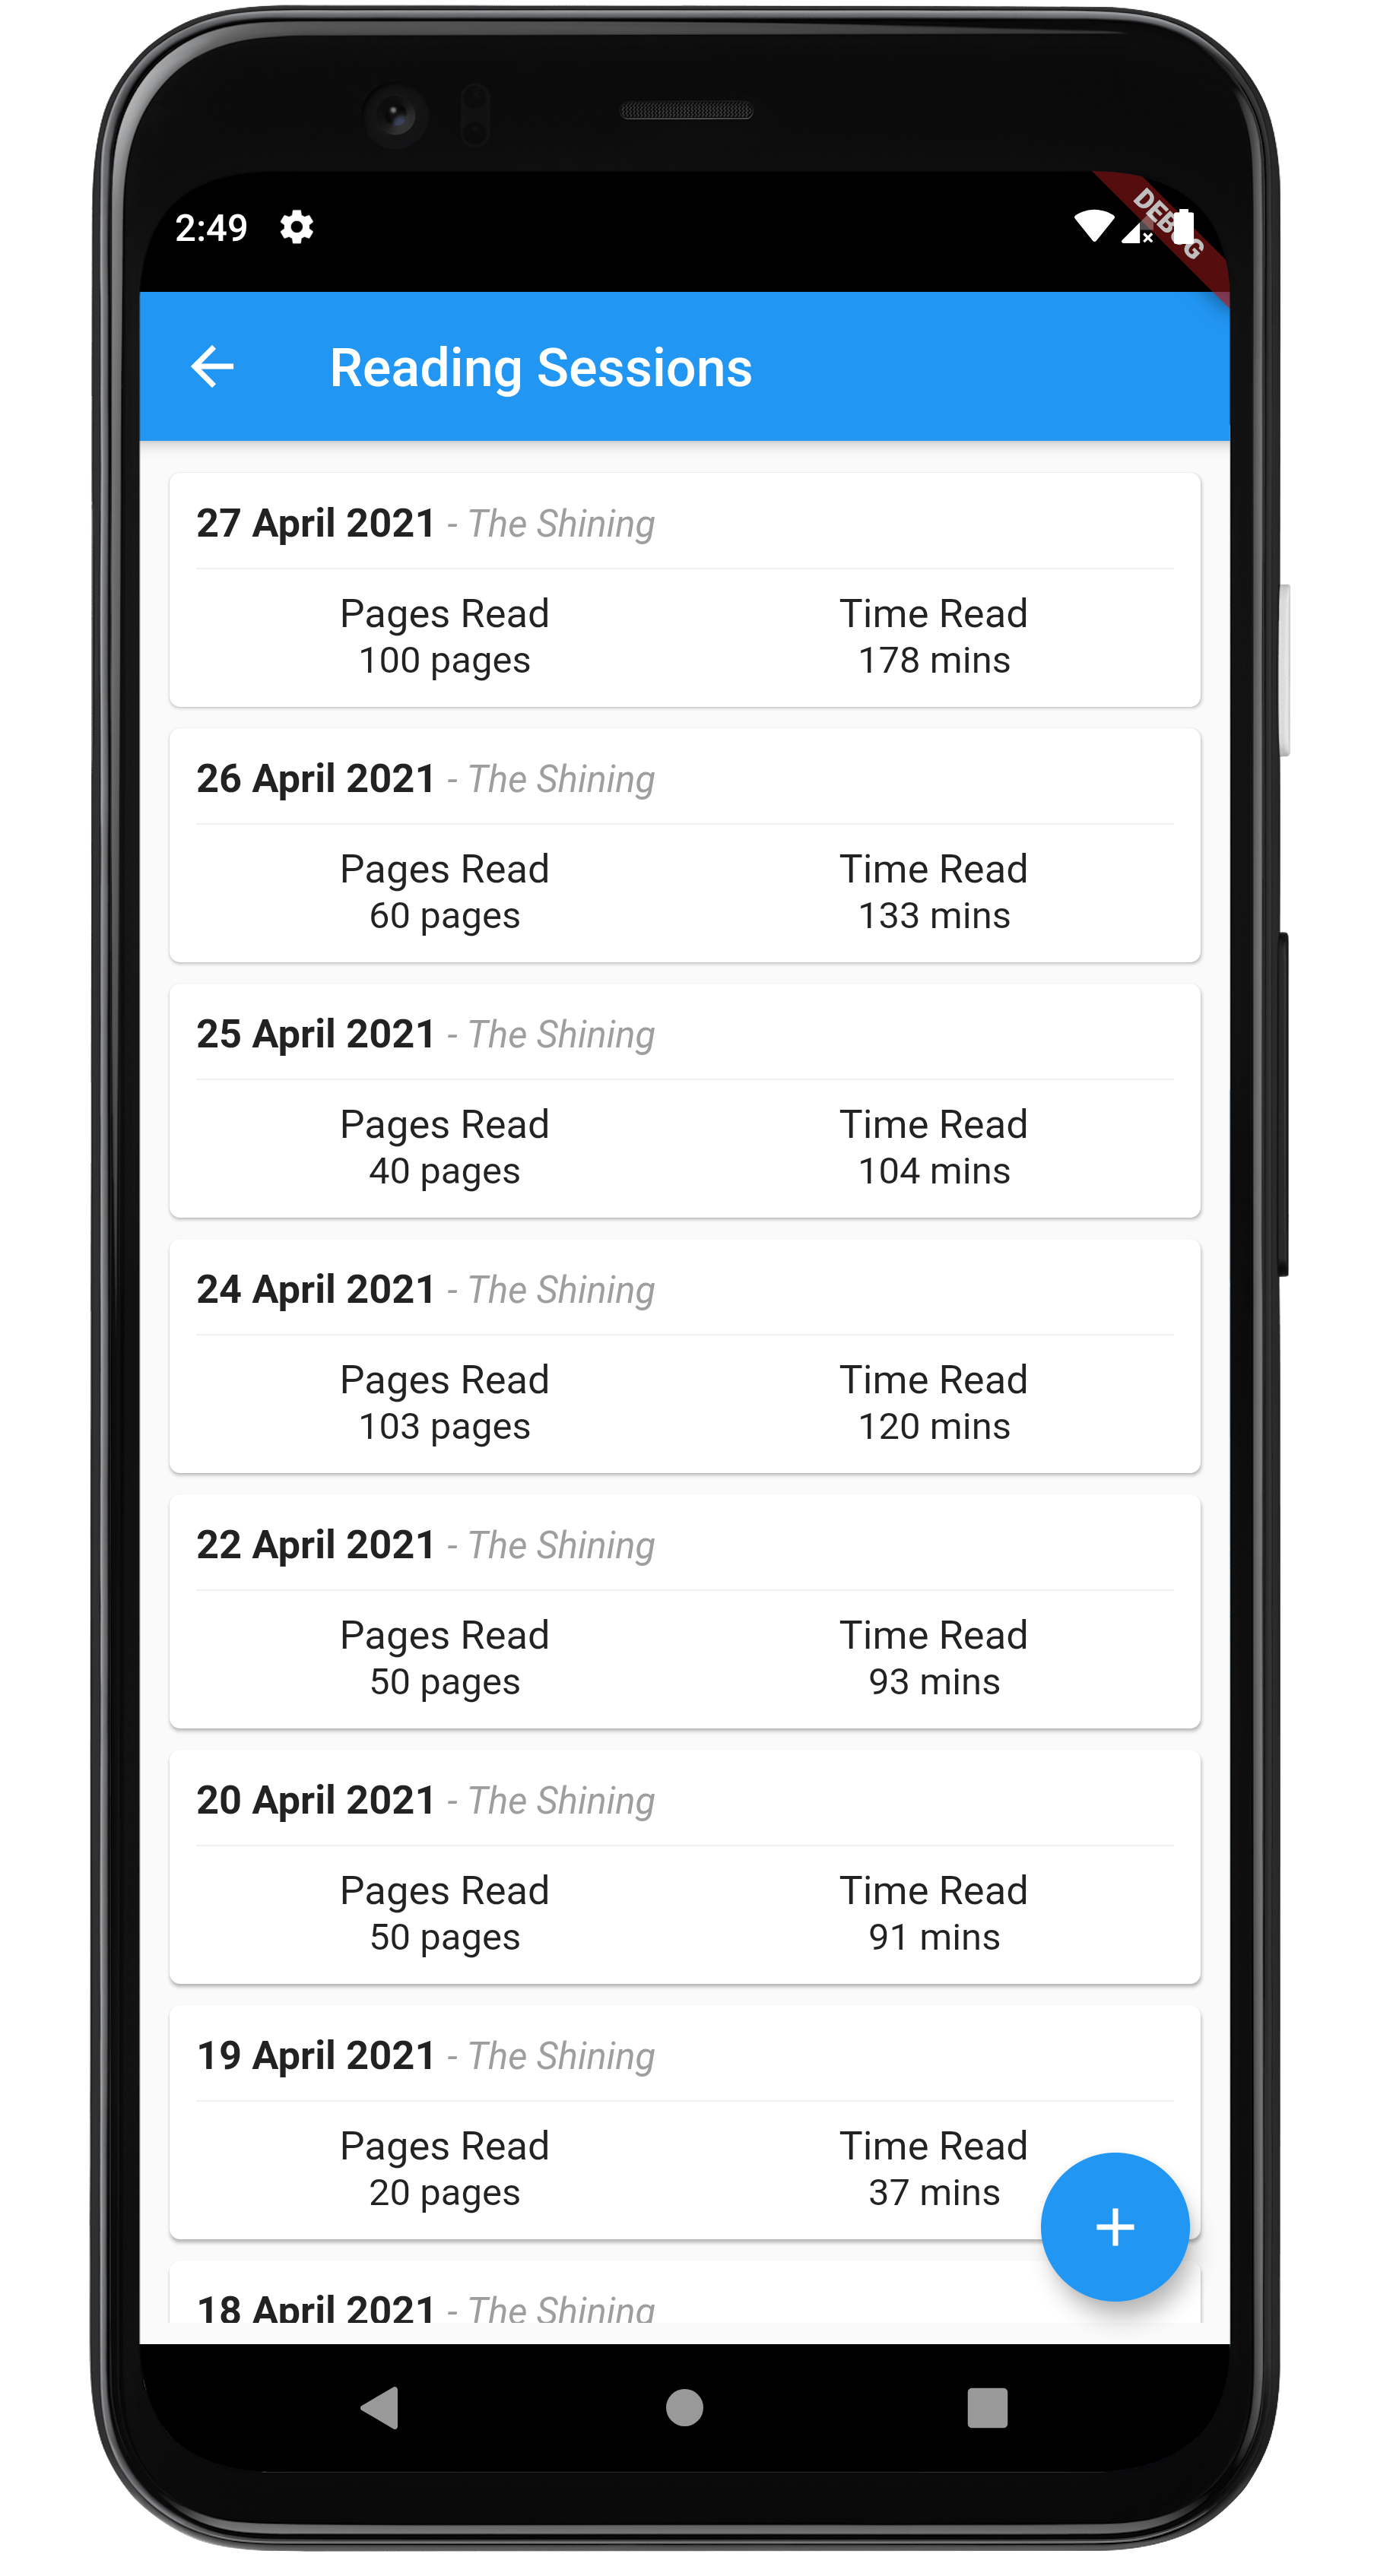 2:49
DEBUG
Reading Sessions
27 April 2021 - The Shining
Pages Read Time Read
100 pages 178 mins
26 April 2021 - The Shining
Pages Read Time Read
60 pages 133 mins
25 April 2021 - The Shining
Pages Read Time Read
40 pages 104 mins
24 April 2021 - The Shining
Pages Read Time Read
103 pages 120 mins
22 April 2021 - The Shining
Pages Read Time Read
50 pages 93 mins
20 April 2021 - The Shining
Pages Read Time Read
50 pages 91 mins
19 April 2021 - The Shining
Pages Read Time Read
20 pages 37 mins
18 April 2021 - The Shining